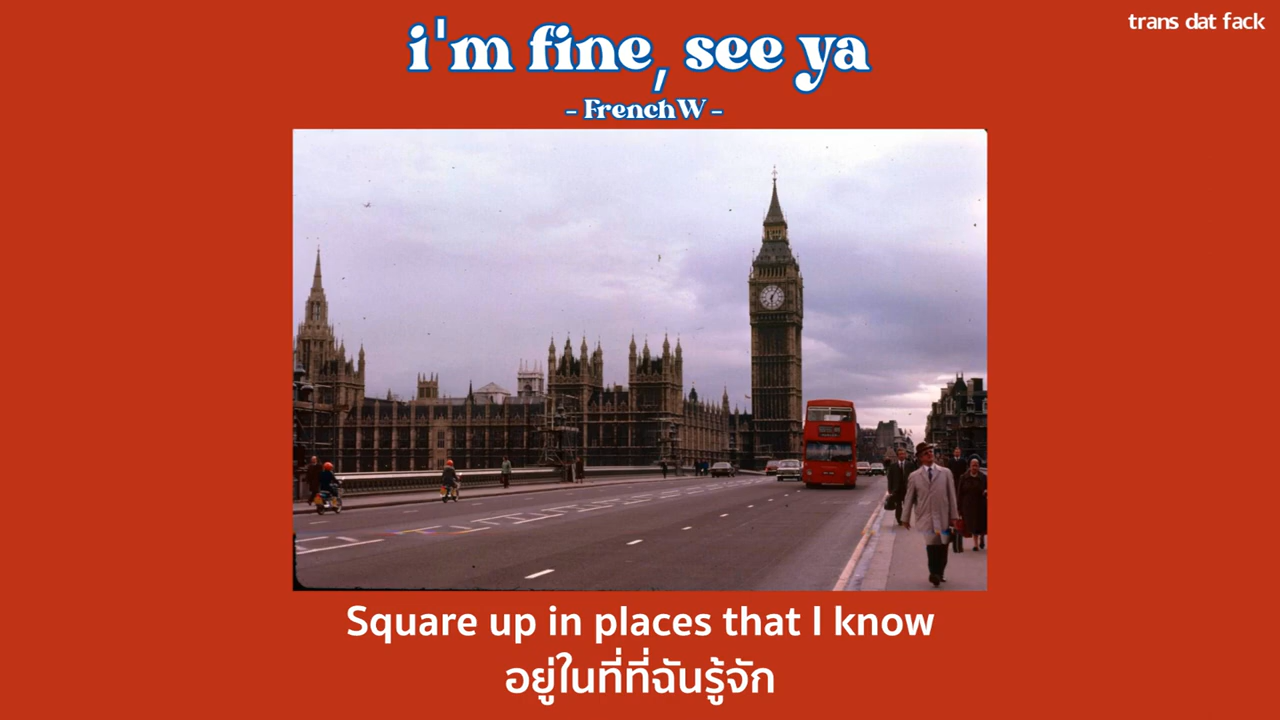 trans dat fack
i'm fine, see ya
- FrenchW -
Square up in places that I know
อยู่ในที่ที่ฉันรู้จัก